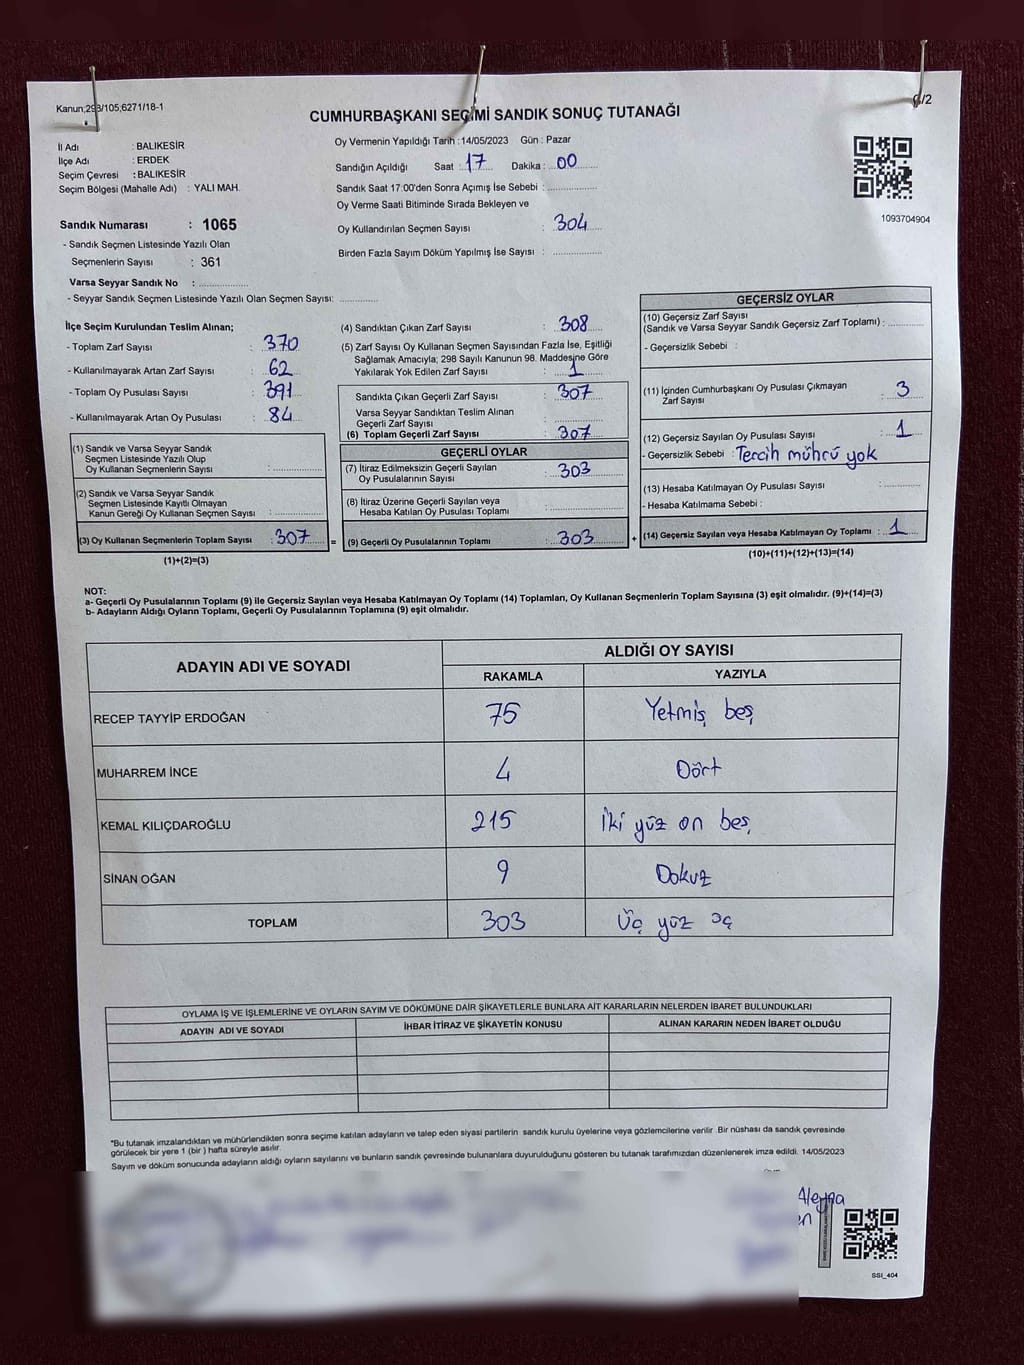 Kanun;298/105,6271/18-1
/2
CUMHURBAŞKANI SEÇİMİ SANDIK SONUÇ TUTANAĞI
İl Adı : BALIKESİR
İlçe Adı : ERDEK
Seçim Çevresi : BALIKESİR
Seçim Bölgesi (Mahalle Adı) : YALI MAH.
Oy Vermenin Yapıldığı Tarih :14/05/2023 Gün : Pazar
Sandığın Açıldığı Saat : 17 Dakika : 00
Sandık Saat 17:00'den Sonra Açımış İse Sebebi :
Oy Verme Saati Bitiminde Sırada Bekleyen ve
Oy Kullandırılan Seçmen Sayısı : 304
Birden Fazla Sayım Döküm Yapılmış İse Sayısı :
1093704904
Sandık Numarası : 1065
- Sandık Seçmen Listesinde Yazılı Olan
Seçmenlerin Sayısı : 361
Varsa Seyyar Sandık No :
- Seyyar Sandık Seçmen Listesinde Yazılı Olan Seçmen Sayısı:
İlçe Seçim Kurulundan Teslim Alınan;
- Toplam Zarf Sayısı : 370
- Kullanılmayarak Artan Zarf Sayısı : 62
- Toplam Oy Pusulası Sayısı : 391
- Kullanılmayarak Artan Oy Pusulası : 84
(1) Sandık ve Varsa Seyyar Sandık
Seçmen Listesinde Yazılı Olup
Oy Kullanan Seçmenlerin Sayısı :
(2) Sandık ve Varsa Seyyar Sandık
Seçmen Listesinde Kayıtlı Olmayan
Kanun Gereği Oy Kullanan Seçmen Sayısı :
(3) Oy Kullanan Seçmenlerin Toplam Sayısı : 307 =
(1)+(2)=(3)
(4) Sandıktan Çıkan Zarf Sayısı : 308
(5) Zarf Sayısı Oy Kullanan Seçmen Sayısından Fazla İse, Eşitliği
Sağlamak Amacıyla; 298 Sayılı Kanunun 98. Maddesine Göre
Yakılarak Yok Edilen Zarf Sayısı : 1
Sandıkta Çıkan Geçerli Zarf Sayısı : 307
Varsa Seyyar Sandıktan Teslim Alınan
Geçerli Zarf Sayısı :
(6) Toplam Geçerli Zarf Sayısı : 307
GEÇERLİ OYLAR
(7) İtiraz Edilmeksizin Geçerli Sayılan
Oy Pusulalarının Sayısı : 303
(8) İtiraz Üzerine Geçerli Sayılan veya
Hesaba Katılan Oy Pusulası Toplamı :
(9) Geçerli Oy Pusulalarının Toplamı : 303 +
GEÇERSİZ OYLAR
(10) Geçersiz Zarf Sayısı
(Sandık ve Varsa Seyyar Sandık Geçersiz Zarf Toplamı) :
- Geçersizlik Sebebi :
(11) İçinden Cumhurbaşkanı Oy Pusulası Çıkmayan
Zarf Sayısı : 3
(12) Geçersiz Sayılan Oy Pusulası Sayısı : 1
- Geçersizlik Sebebi : Tercih mührü yok
(13) Hesaba Katılmayan Oy Pusulası Sayısı :
- Hesaba Katılmama Sebebi :
(14) Geçersiz Sayılan veya Hesaba Katılmayan Oy Toplamı : 1
(10)+(11)+(12)+(13)=(14)
NOT:
a- Geçerli Oy Pusulalarının Toplamı (9) ile Geçersiz Sayılan veya Hesaba Katılmayan Oy Toplamı (14) Toplamları, Oy Kullanan Seçmenlerin Toplam Sayısına (3) eşit olmalıdır. (9)+(14)=(3)
b- Adayların Aldığı Oyların Toplamı, Geçerli Oy Pusulalarının Toplamına (9) eşit olmalıdır.
ADAYIN ADI VE SOYADI
ALDIĞI OY SAYISI
RAKAMLA YAZIYLA
RECEP TAYYİP ERDOĞAN 75 Yetmiş beş
MUHARREM İNCE 4 Dört
KEMAL KILIÇDAROĞLU 215 İki yüz on beş
SİNAN OĞAN 9 Dokuz
TOPLAM 303 Üç yüz üç
OYLAMA İŞ VE İŞLEMLERİNE VE OYLARIN SAYIM VE DÖKÜMÜNE DAİR ŞİKAYETLERLE BUNLARA AİT KARARLARIN NELERDEN İBARET BULUNDUKLARI
ADAYIN ADI VE SOYADI İHBAR İTİRAZ VE ŞİKAYETİN KONUSU ALINAN KARARIN NEDEN İBARET OLDUĞU
*Bu tutanak imzalandıktan ve mühürlendikten sonra seçime katılan adayların ve talep eden siyasi partilerin sandık kurulu üyelerine veya gözlemcilerine verilir .Bir nüshası da sandık çevresinde
görülecek bir yere 1 (bir ) hafta süreyle asılır.
Sayım ve döküm sonucunda adayların aldığı oyların sayılarını ve bunların sandık çevresinde bulunanlara duyurulduğunu gösteren bu tutanak tarafımızdan düzenlenerek imza edildi. 14/05/2023
Aleyna
en
SSI_404